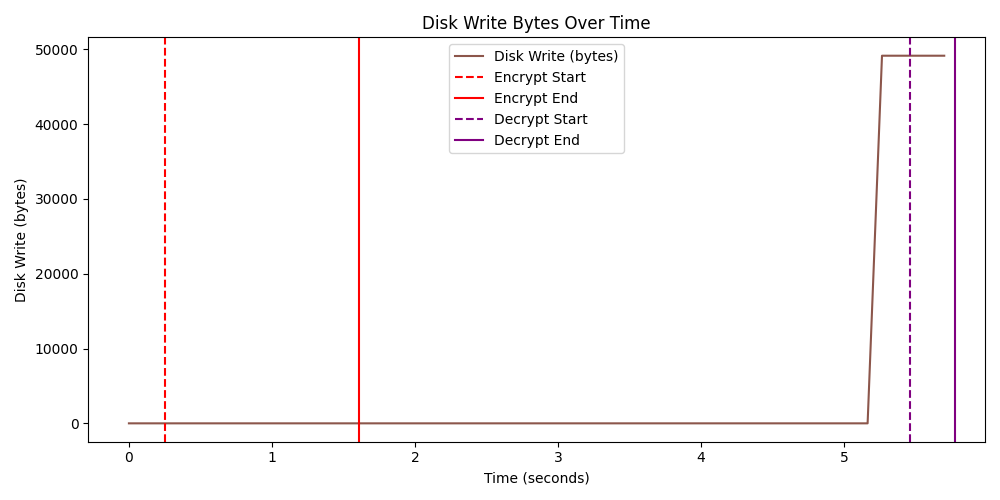 Disk Write Bytes Over Time
Disk Write (bytes)
Encrypt Start
Encrypt End
Decrypt Start
Decrypt End
50000
40000
30000
20000
10000
0
Disk Write (bytes)
0 1 2 3 4 5
Time (seconds)